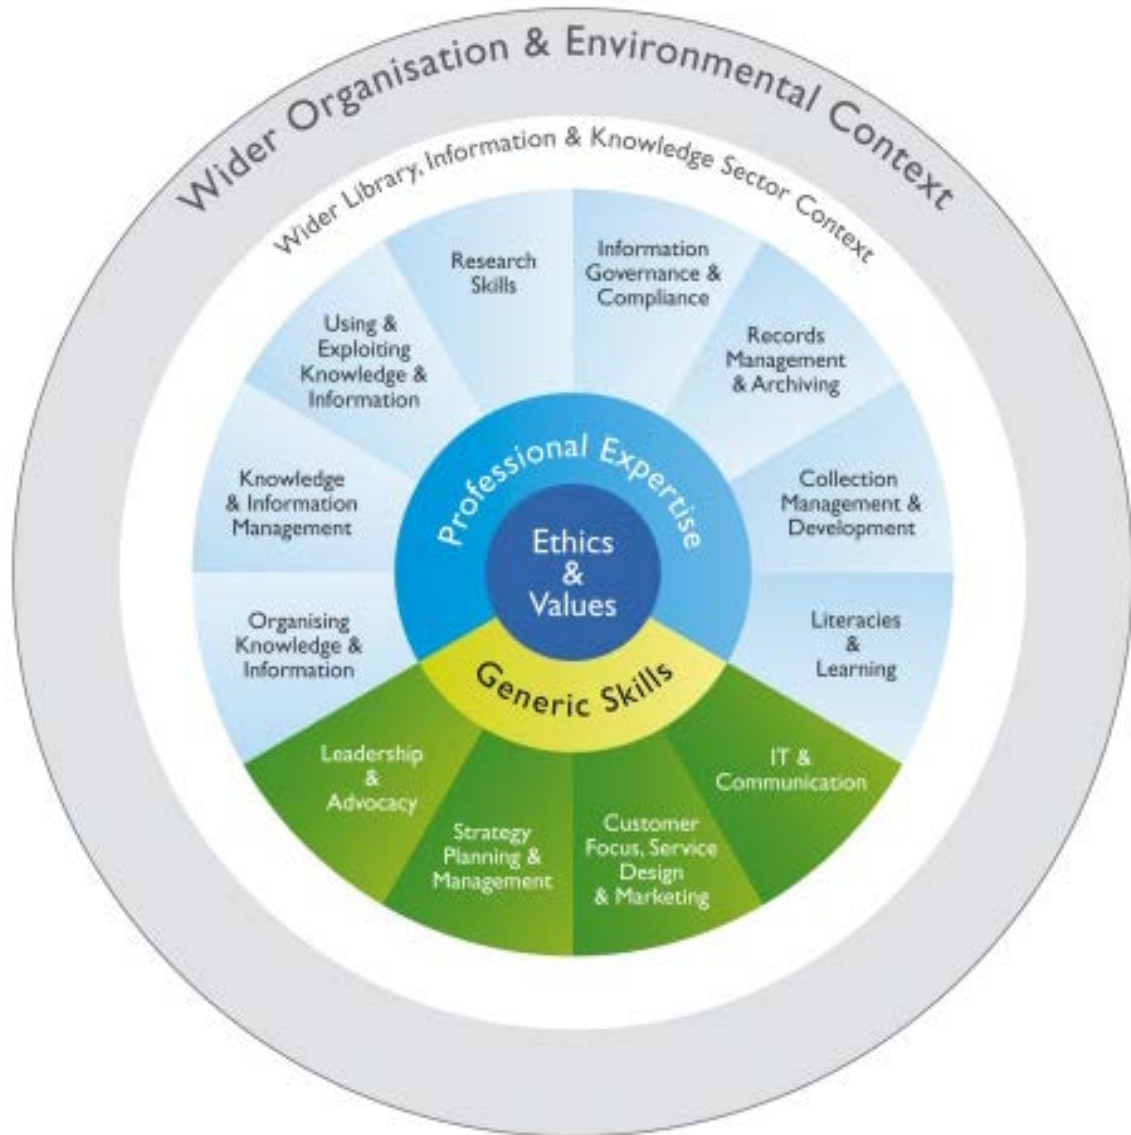 Wider Organisation & Environmental Context
Wider Library, Information & Knowledge Sector Context
Research
Skills
Information
Governance &
Compliance
Using &
Exploiting
Knowledge &
Information
Records
Management
& Archiving
Knowledge
& Information
Management
Collection
Management &
Development
Professional Expertise
Ethics
&
Values
Generic Skills
Organising
Knowledge &
Information
Literacies
&
Learning
Leadership
&
Advocacy
Strategy
Planning &
Management
Customer
Focus, Service
Design
& Marketing
IT &
Communication